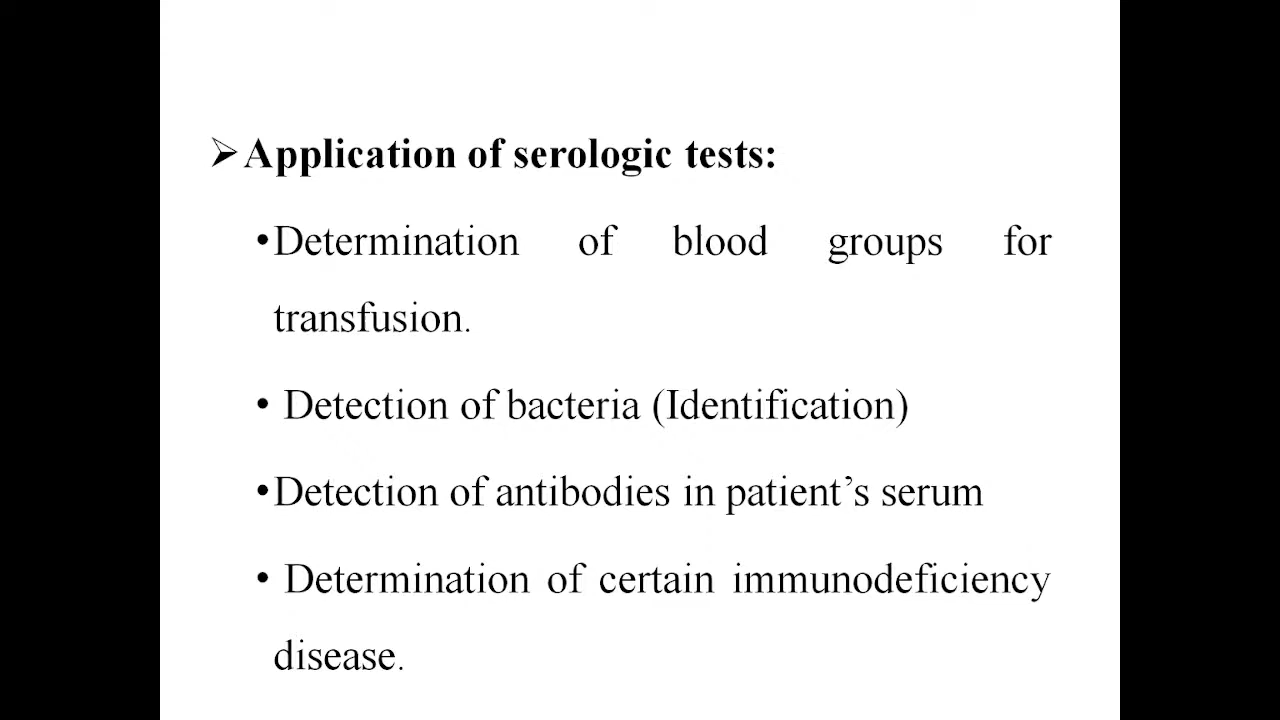 ➢Application of serologic tests:
•Determination of blood groups for
transfusion.
• Detection of bacteria (Identification)
•Detection of antibodies in patient’s serum
• Determination of certain immunodeficiency
disease.